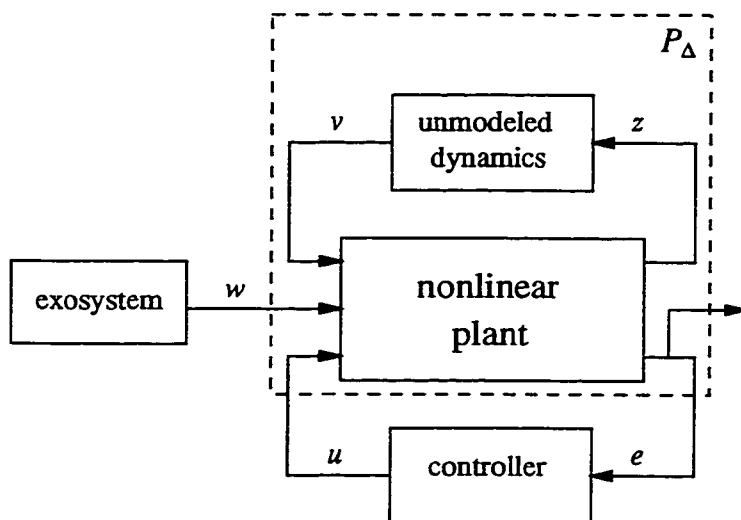 P_Δ
v
unmodeled
dynamics
z
exosystem
w
nonlinear
plant
u
controller
e